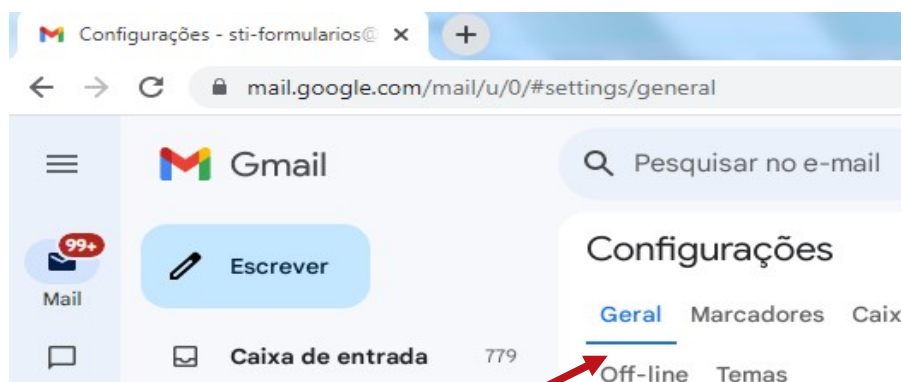 Configurações - sti-formularios@
mail.google.com/mail/u/0/#settings/general
Gmail
Pesquisar no e-mail
99+
Mail
Escrever
Configurações
Geral Marcadores Caix
Caixa de entrada 779
Off-line Temas